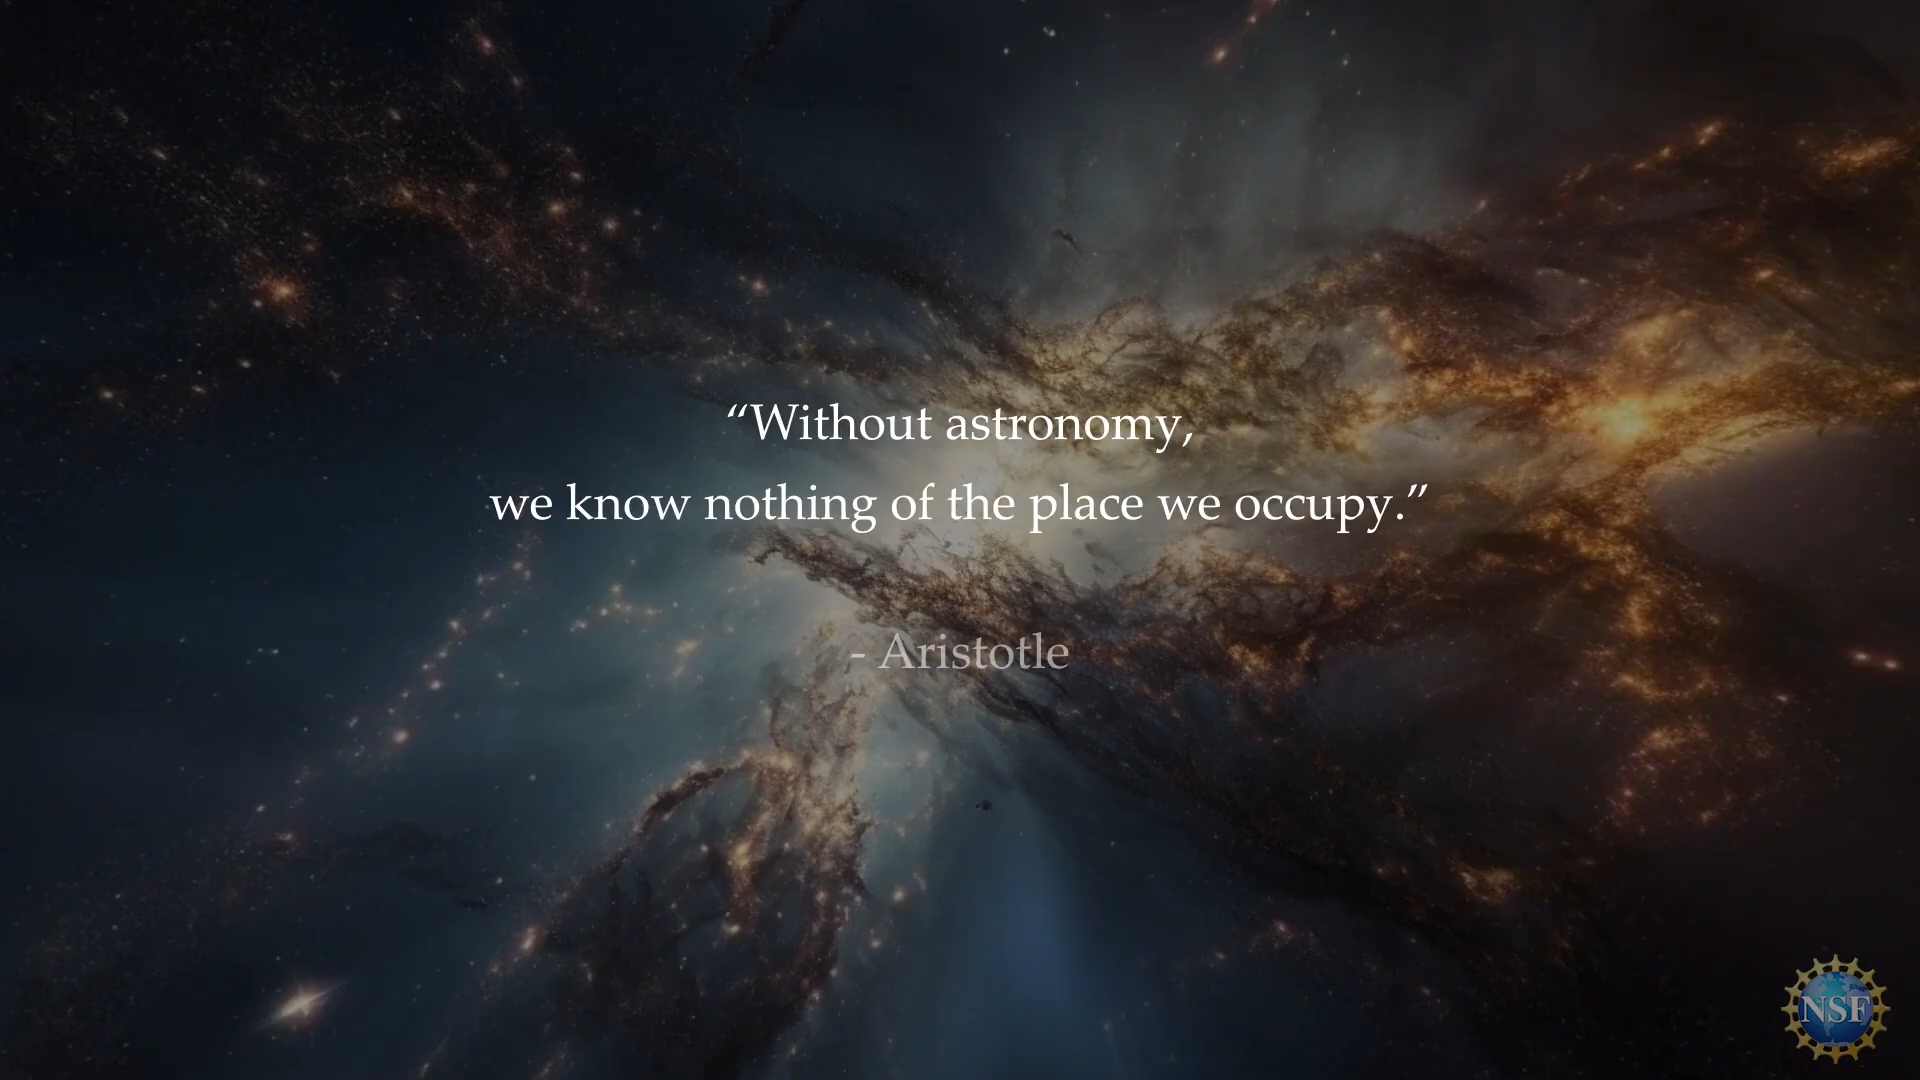 “Without astronomy,
we know nothing of the place we occupy.”
- Aristotle
NSF